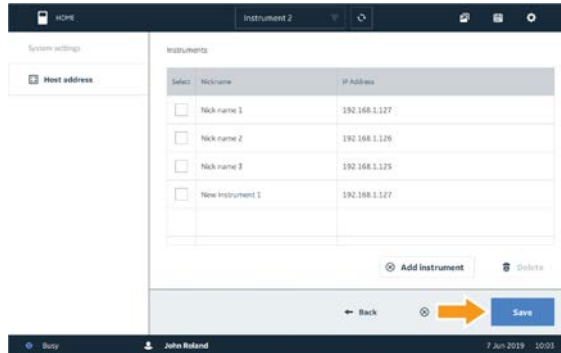 HOME
Instrument 2
System settings
Host address
Instruments
Select Nickname IP Address
Nick name 1 192.168.1.127
Nick name 2 192.168.1.126
Nick name 3 192.168.1.125
New Instrument 1 192.168.1.127
Add instrument Delete
Back Save
Busy John Roland 7 Jun 2019 10:03